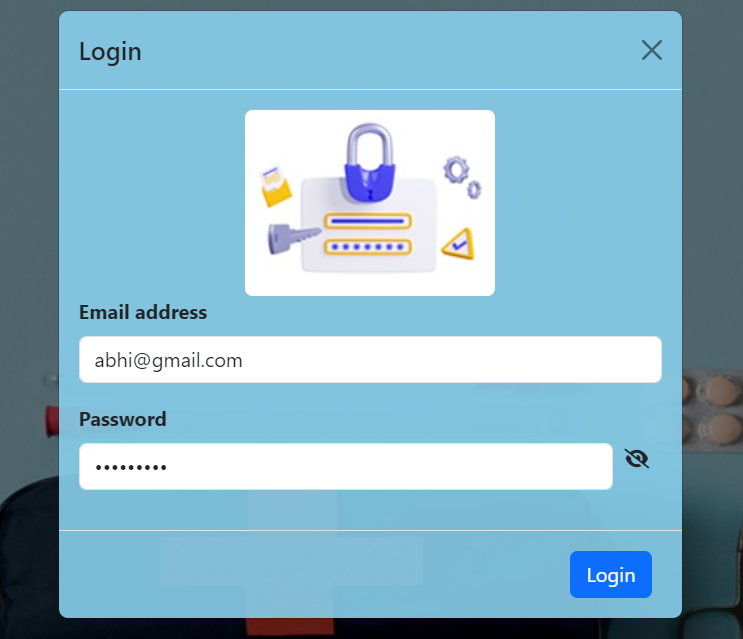 Login
Email address
abhi@gmail.com
Password
•••••••••
Login